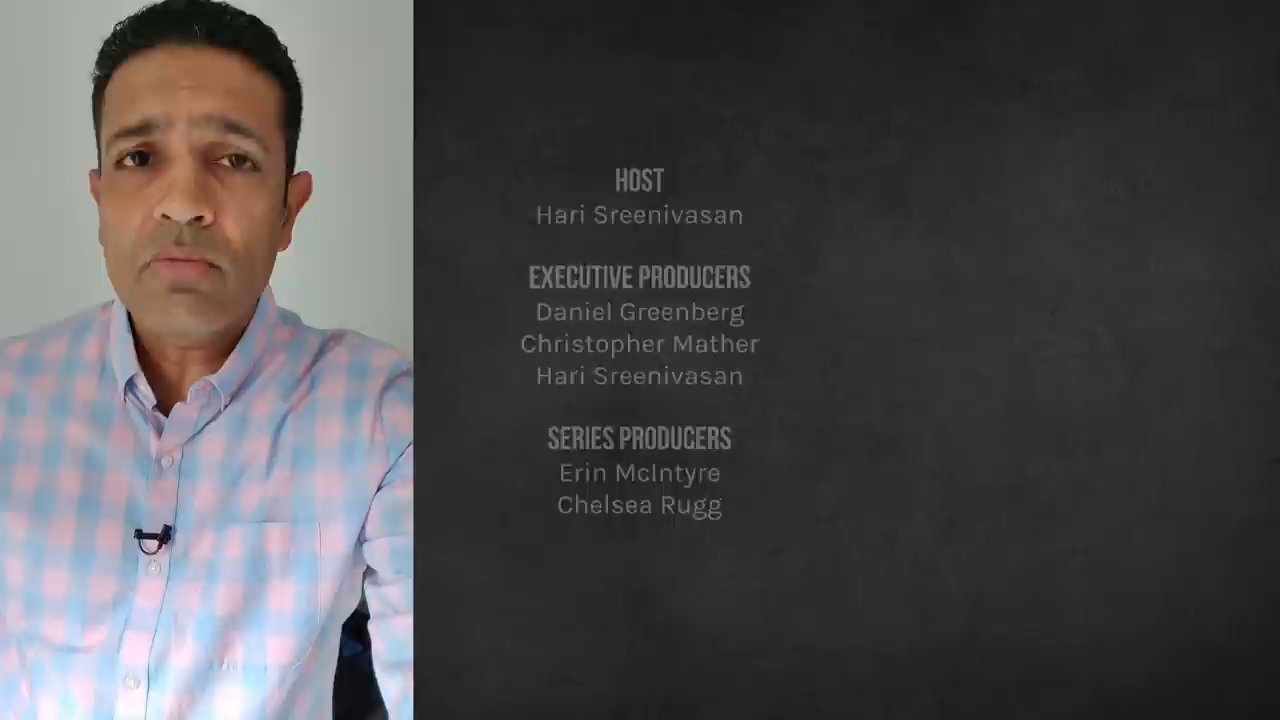 HOST
Hari Sreenivasan
EXECUTIVE PRODUCERS
Daniel Greenberg
Christopher Mather
Hari Sreenivasan
SERIES PRODUCERS
Erin McIntyre
Chelsea Rugg